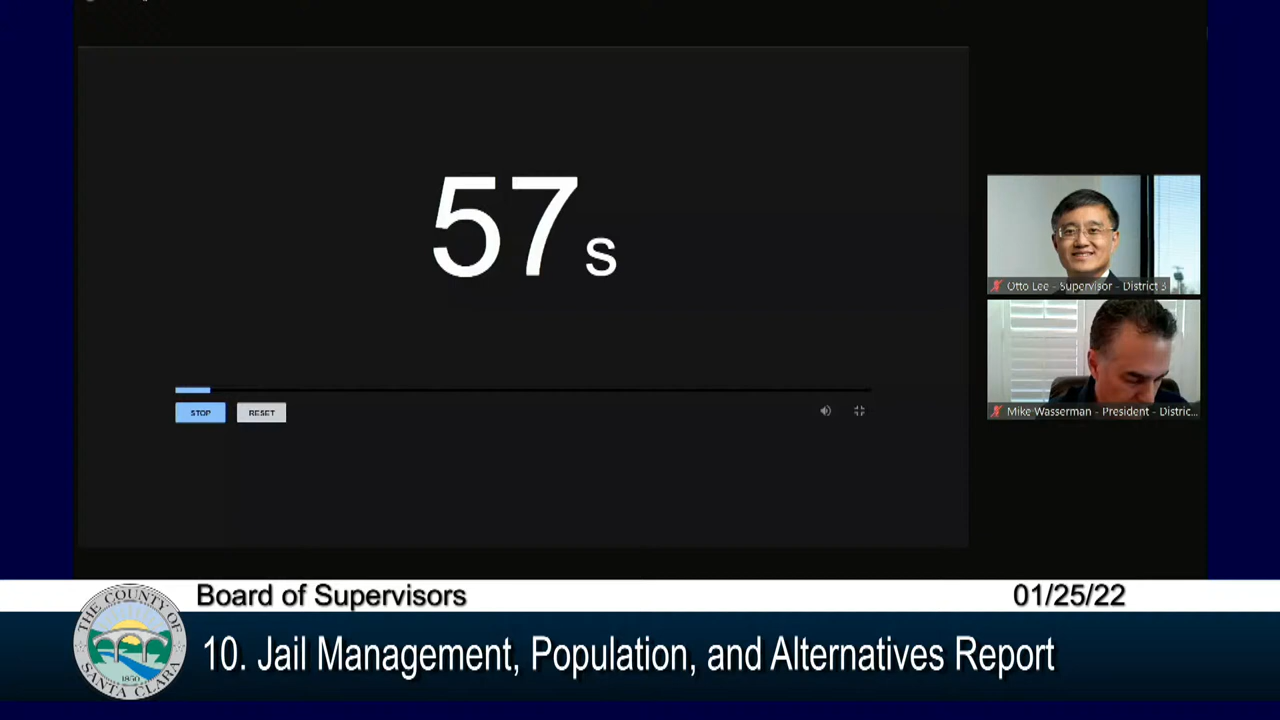 57 s
STOP
RESET
Otto Lee - Supervisor - District 3
Mike Wasserman - President - Distric...
Board of Supervisors
01/25/22
THE COUNTY OF
SANTA CLARA
1850
10. Jail Management, Population, and Alternatives Report